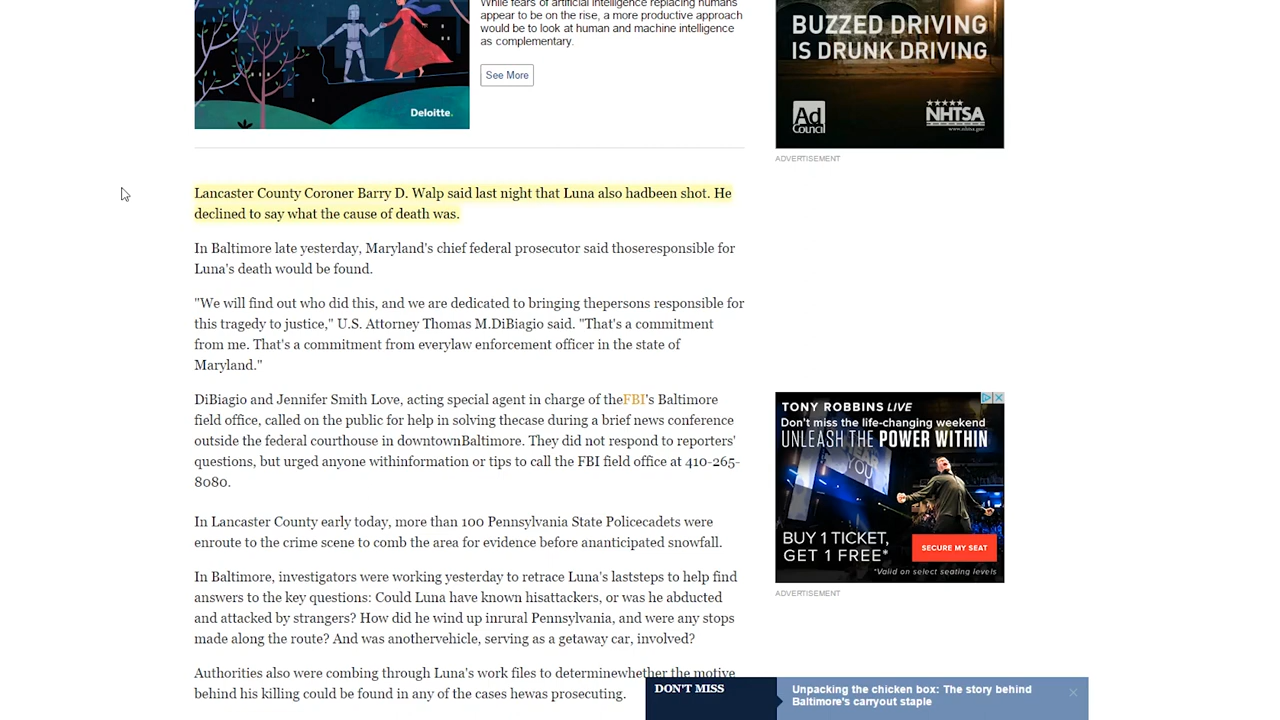 While fears of artificial intelligence replacing humans
appear to be on the rise, a more productive approach
would be to look at human and machine intelligence
as complementary.
See More
Deloitte.
BUZZED DRIVING
IS DRUNK DRIVING
Ad
Council
NHTSA
www.nhtsa.gov
ADVERTISEMENT
Lancaster County Coroner Barry D. Walp said last night that Luna also hadbeen shot. He
declined to say what the cause of death was.
In Baltimore late yesterday, Maryland's chief federal prosecutor said thoseresponsible for
Luna's death would be found.
"We will find out who did this, and we are dedicated to bringing thepersons responsible for
this tragedy to justice," U.S. Attorney Thomas M.DiBiagio said. "That's a commitment
from me. That's a commitment from everylaw enforcement officer in the state of
Maryland."
DiBiagio and Jennifer Smith Love, acting special agent in charge of theFBI's Baltimore
field office, called on the public for help in solving thecase during a brief news conference
outside the federal courthouse in downtownBaltimore. They did not respond to reporters'
questions, but urged anyone withinformation or tips to call the FBI field office at 410-265-
8080.
In Lancaster County early today, more than 100 Pennsylvania State Policecadets were
enroute to the crime scene to comb the area for evidence before ananticipated snowfall.
In Baltimore, investigators were working yesterday to retrace Luna's laststeps to help find
answers to the key questions: Could Luna have known hisattackers, or was he abducted
and attacked by strangers? How did he wind up inrural Pennsylvania, and were any stops
made along the route? And was anothervehicle, serving as a getaway car, involved?
Authorities also were combing through Luna's work files to determinewhether the motive
behind his killing could be found in any of the cases hewas prosecuting.
TONY ROBBINS LIVE
Don't miss the life-changing weekend
UNLEASH THE POWER WITHIN
YOU
BUY 1 TICKET,
GET 1 FREE*
SECURE MY SEAT
*Valid on select seating levels
ADVERTISEMENT
DON'T MISS
Unpacking the chicken box: The story behind
Baltimore's carryout staple